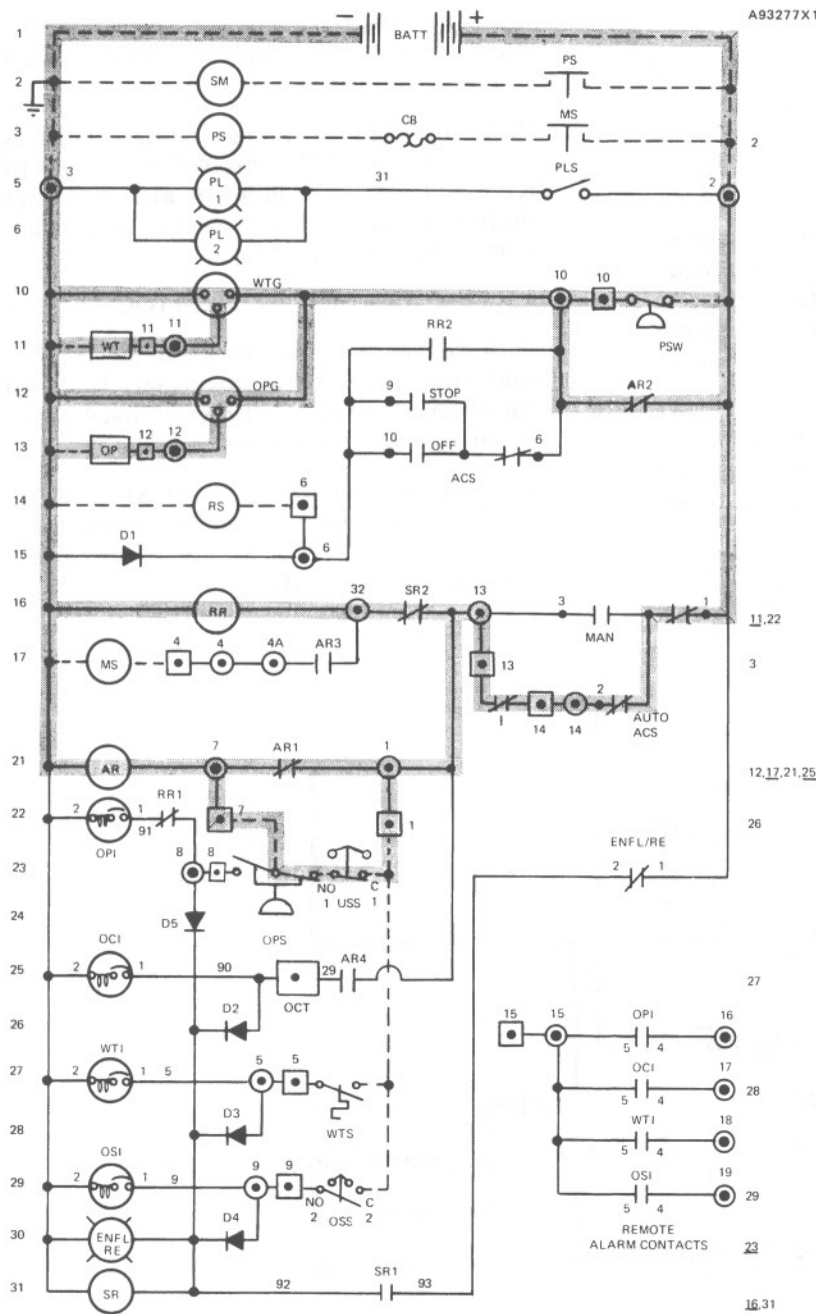 A93277X1
1 - BATT +
2 SM PS
3 PS CB MS 2
5 3 PL 1 31 PLS 2
6 PL 2
10 WTG 10 10 PSW
11 WT 11 11 RR2
12 OPG 9 STOP AR2
13 OP 12 12 10 OFF 6
ACS
14 RS 6
15 D1 6
16 RR 32 SR2 13 3 MAN 1 11,22
17 MS 4 4 4A AR3 13 3
I 14 14 2 AUTO
ACS
21 AR 7 AR1 1 12,17,21,25
22 2 1 RR1 7 1 26
OPI 91
ENFL/RE
23 8 8 NO C 2 1
1 USS 1
24 D5 OPS
OCI
25 2 1 90 OCT 29 AR4 27
26 D2 15 15 OPI 16
5 4
WTI
27 2 1 5 5 5 OCI 17
5 4 28
28 D3 WTS WTI 18
5 4
OSI
29 2 1 9 9 9 NO C OSI 19
2 OSS 2 5 4 29
30 ENFL RE D4 REMOTE
ALARM CONTACTS 23
31 SR 92 SR1 93 16,31